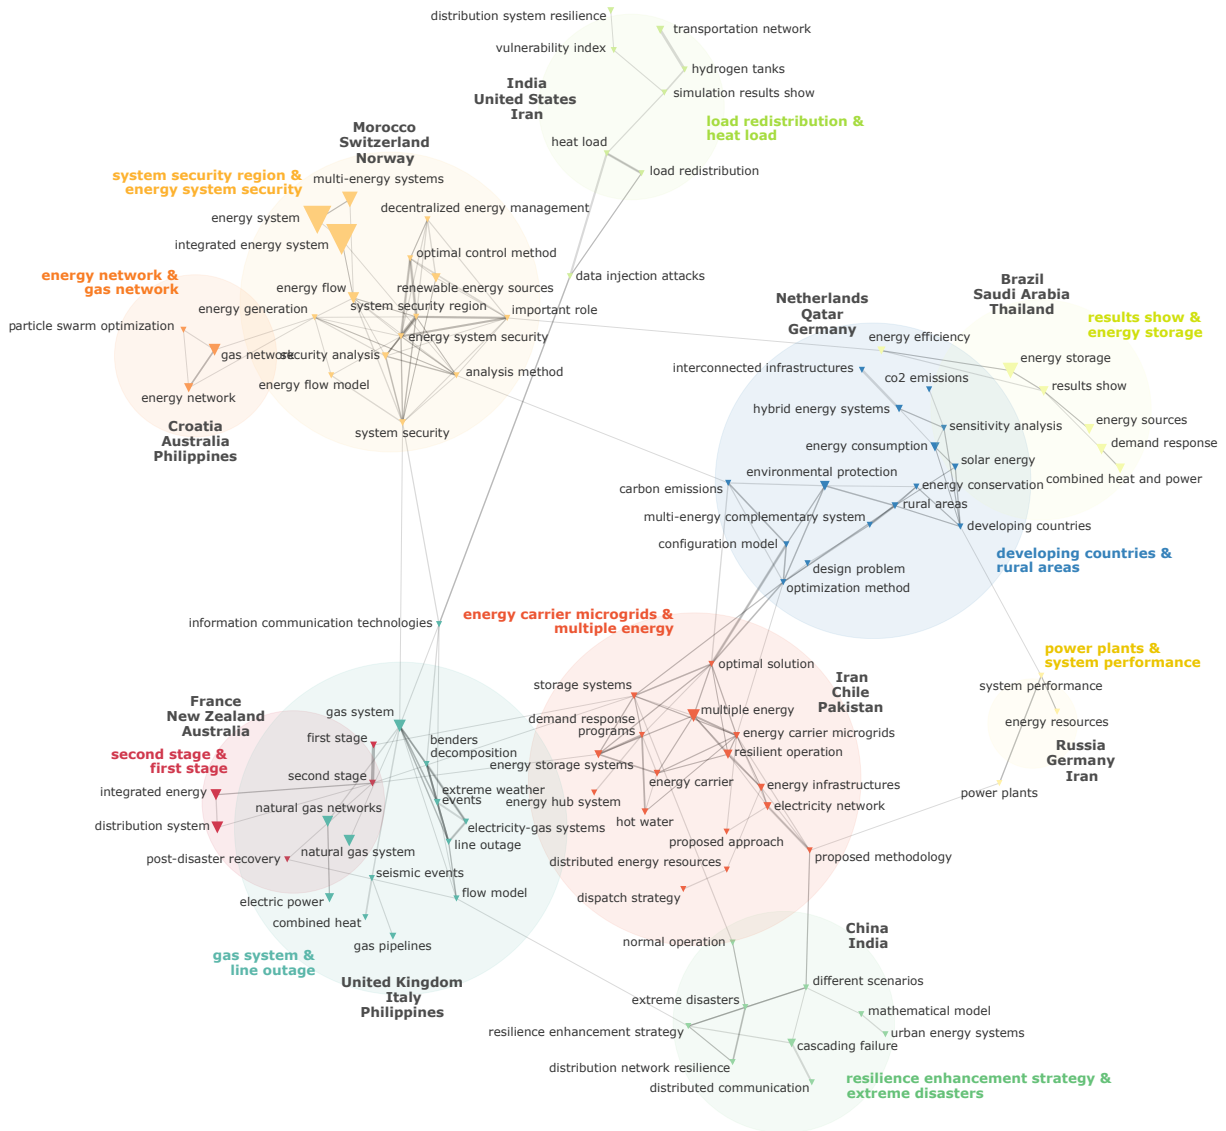 distribution system resilience
transportation network
vulnerability index
hydrogen tanks
India
United States
Iran
simulation results show
load redistribution &
heat load
heat load
load redistribution
Morocco
Switzerland
Norway
system security region &
energy system security
multi-energy systems
energy system
decentralized energy management
integrated energy system
optimal control method
data injection attacks
energy network &
gas network
energy flow
renewable energy sources
energy generation
system security region
important role
particle swarm optimization
energy system security
gas network
security analysis
energy flow model
analysis method
energy network
system security
Croatia
Australia
Philippines
Netherlands
Qatar
Germany
Brazil
Saudi Arabia
Thailand
results show &
energy storage
energy efficiency
energy storage
interconnected infrastructures
co2 emissions
results show
hybrid energy systems
energy sources
sensitivity analysis
demand response
energy consumption
solar energy
environmental protection
combined heat and power
carbon emissions
energy conservation
rural areas
multi-energy complementary system
developing countries
configuration model
developing countries &
rural areas
design problem
optimization method
information communication technologies
energy carrier microgrids &
multiple energy
optimal solution
Iran
Chile
Pakistan
power plants &
system performance
system performance
storage systems
energy resources
France
New Zealand
Australia
gas system
multiple energy
demand response
programs
first stage
benders
decomposition
energy carrier microgrids
second stage &
first stage
resilient operation
Russia
Germany
Iran
energy storage systems
second stage
energy carrier
power plants
integrated energy
extreme weather
events
energy infrastructures
natural gas networks
energy hub system
electricity network
distribution system
electricity-gas systems
hot water
natural gas system
line outage
proposed approach
post-disaster recovery
proposed methodology
seismic events
distributed energy resources
electric power
flow model
dispatch strategy
combined heat
gas pipelines
normal operation
China
India
gas system &
line outage
United Kingdom
Italy
Philippines
different scenarios
extreme disasters
mathematical model
resilience enhancement strategy
urban energy systems
cascading failure
distribution network resilience
distributed communication
resilience enhancement strategy &
extreme disasters